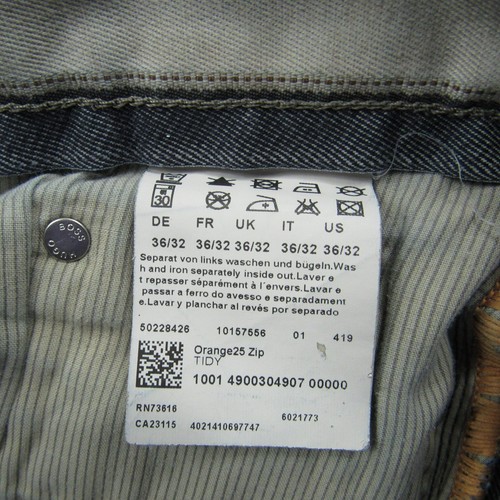 30
DE FR UK IT US
36/32 36/32 36/32 36/32 36/32
Separat von links waschen und bügeln.Was
h and iron separately inside out.Laver e
t repasser séparément à l'envers.Lavar e
passar a ferro do avesso e separadament
e.Lavar y planchar al revés por separado
50228426 10157656 01 419
Orange25 Zip
TIDY
1001 4900304907 00000
RN73616
6021773
CA23115 4021410697747
BOSS
HUGO